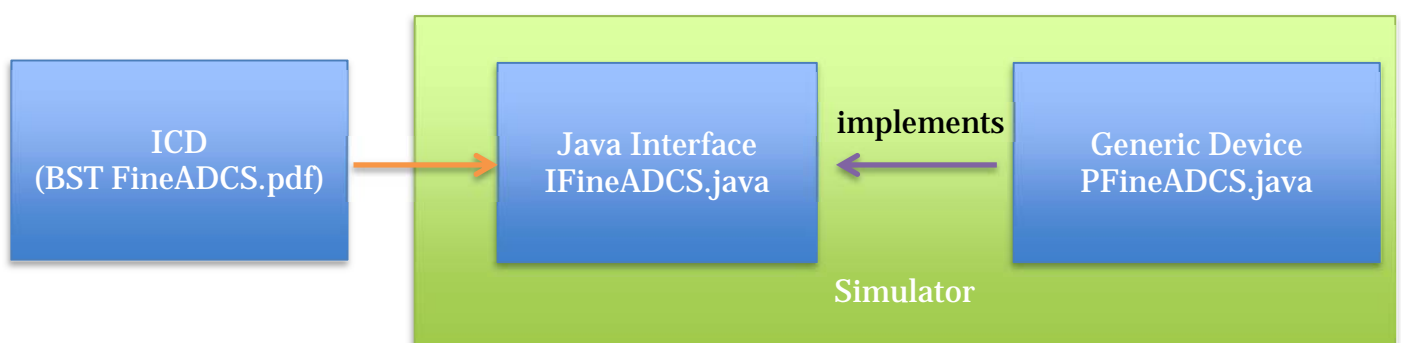 ICD
(BST FineADCS.pdf)
Java Interface
IFineADCS.java
implements
Generic Device
PFineADCS.java
Simulator